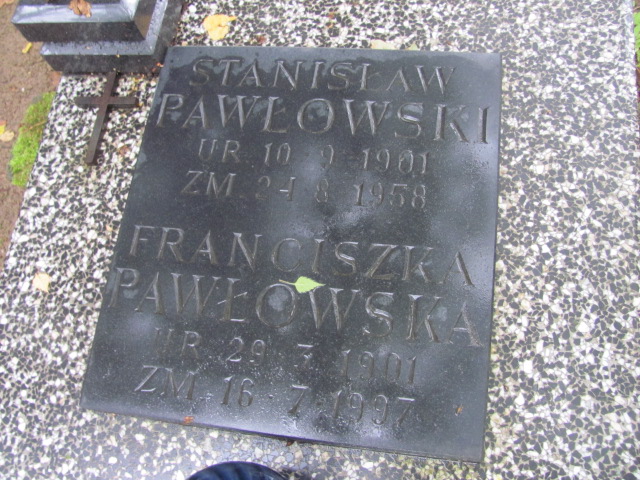 STANISŁAW
PAWŁOWSKI
UR. 10 9 1901
ZM. 24 8 1958
FRANCISZKA
PAWŁOWSKA
UR 29 7 1901
ZM. 16 - 7 - 1997